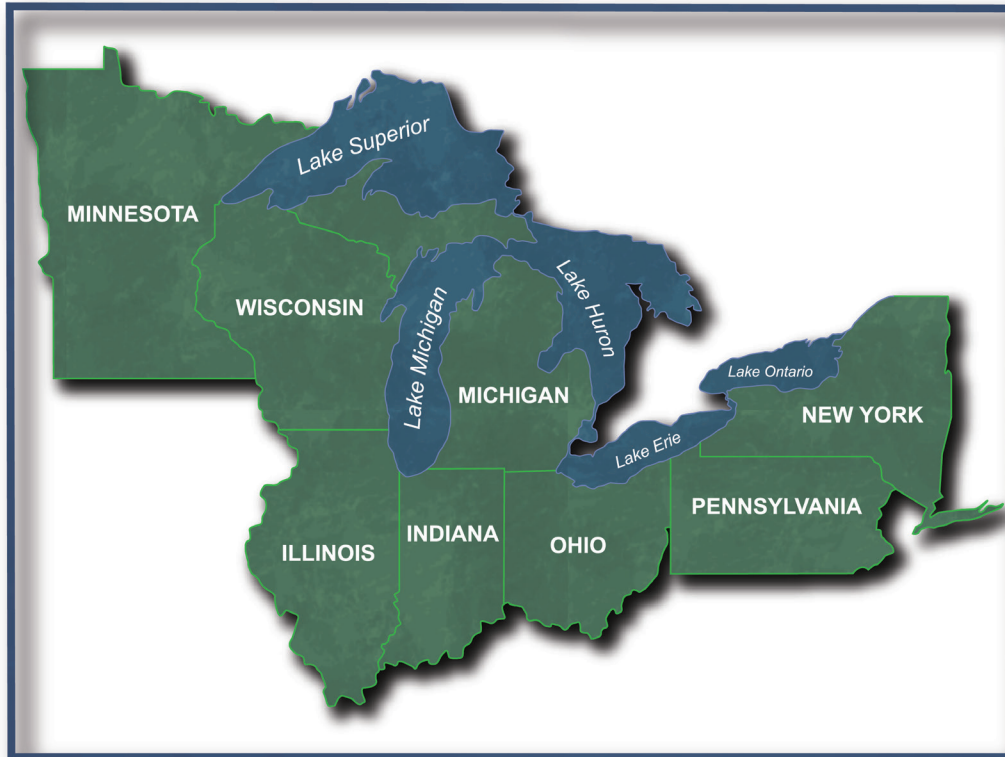 Lake Superior
MINNESOTA
WISCONSIN
Lake Michigan
Lake Huron
MICHIGAN
Lake Ontario
NEW YORK
Lake Erie
PENNSYLVANIA
ILLINOIS
INDIANA
OHIO